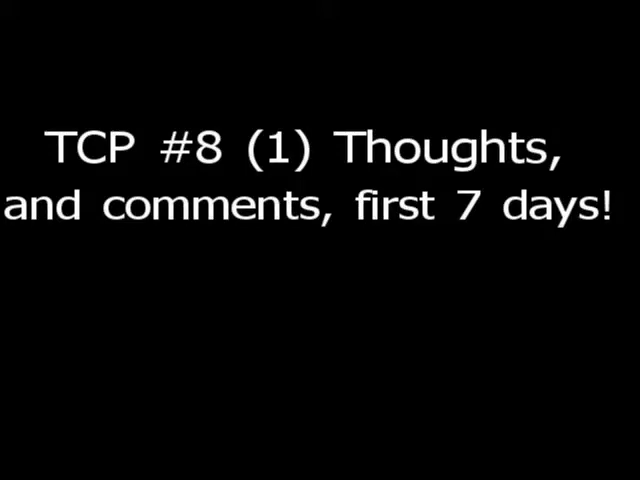 TCP #8 (1) Thoughts,
and comments, first 7 days!